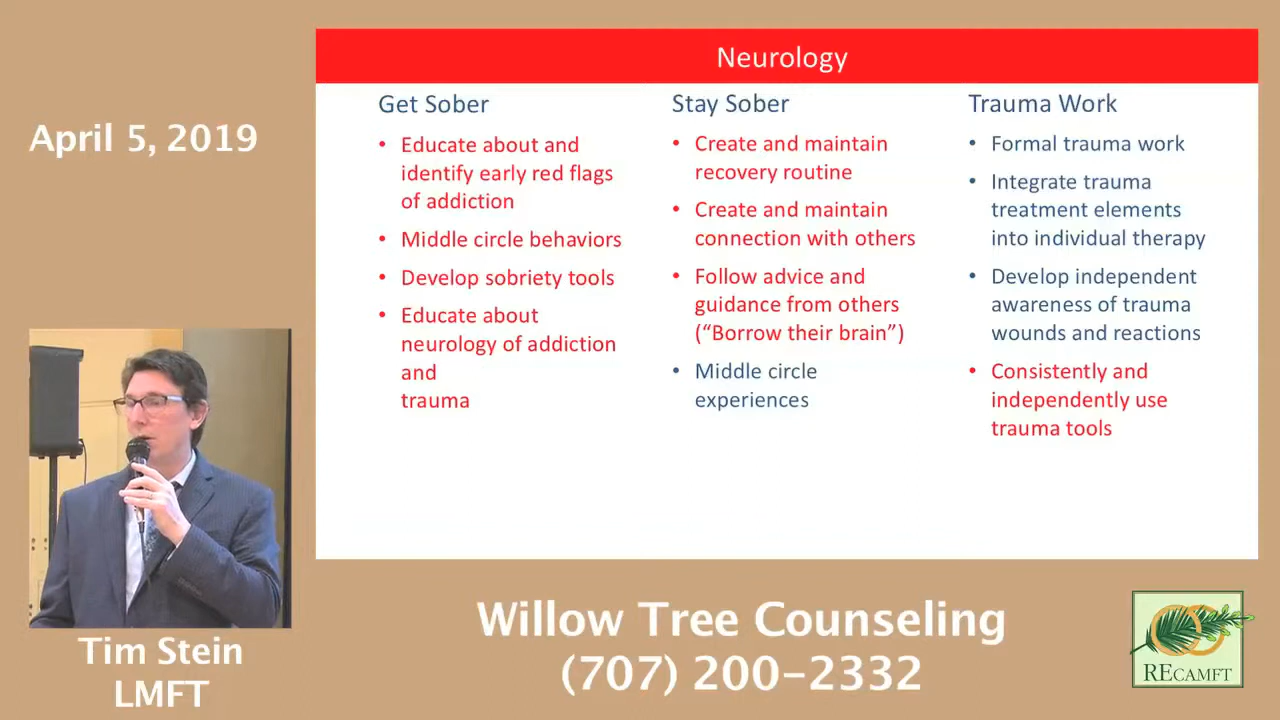 April 5, 2019
Neurology
Get Sober
• Educate about and
identify early red flags
of addiction
• Middle circle behaviors
• Develop sobriety tools
• Educate about
neurology of addiction
and
trauma
Stay Sober
• Create and maintain
recovery routine
• Create and maintain
connection with others
• Follow advice and
guidance from others
(“Borrow their brain”)
• Middle circle
experiences
Trauma Work
• Formal trauma work
• Integrate trauma
treatment elements
into individual therapy
• Develop independent
awareness of trauma
wounds and reactions
• Consistently and
independently use
trauma tools
Tim Stein
LMFT
Willow Tree Counseling
(707) 200-2332
RECAMFT